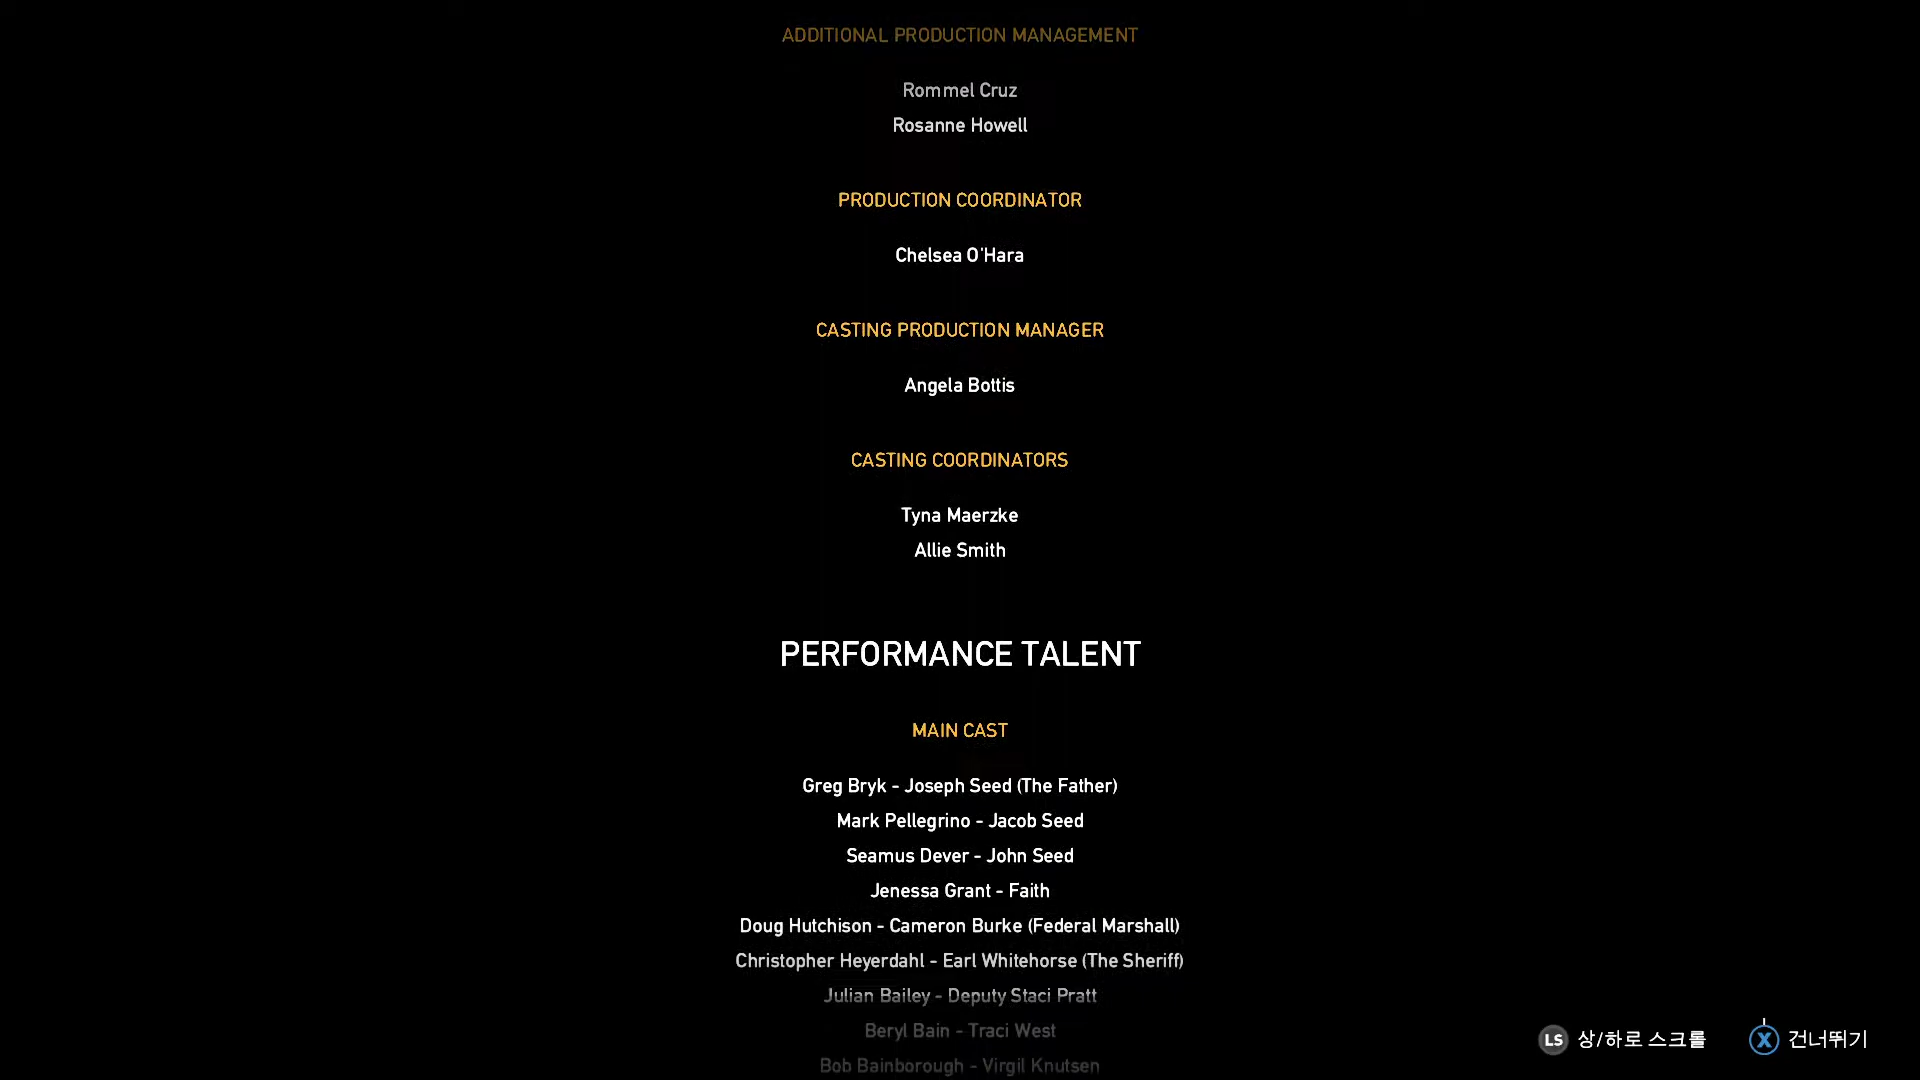 ADDITIONAL PRODUCTION MANAGEMENT
Rommel Cruz
Rosanne Howell
PRODUCTION COORDINATOR
Chelsea O'Hara
CASTING PRODUCTION MANAGER
Angela Bottis
CASTING COORDINATORS
Tyna Maerzke
Allie Smith
PERFORMANCE TALENT
MAIN CAST
Greg Bryk - Joseph Seed (The Father)
Mark Pellegrino - Jacob Seed
Seamus Dever - John Seed
Jenessa Grant - Faith
Doug Hutchison - Cameron Burke (Federal Marshall)
Christopher Heyerdahl - Earl Whitehorse (The Sheriff)
Julian Bailey - Deputy Staci Pratt
Beryl Bain - Traci West
Bob Bainborough - Virgil Knutsen
LS 상/하로 스크롤
X 건너뛰기